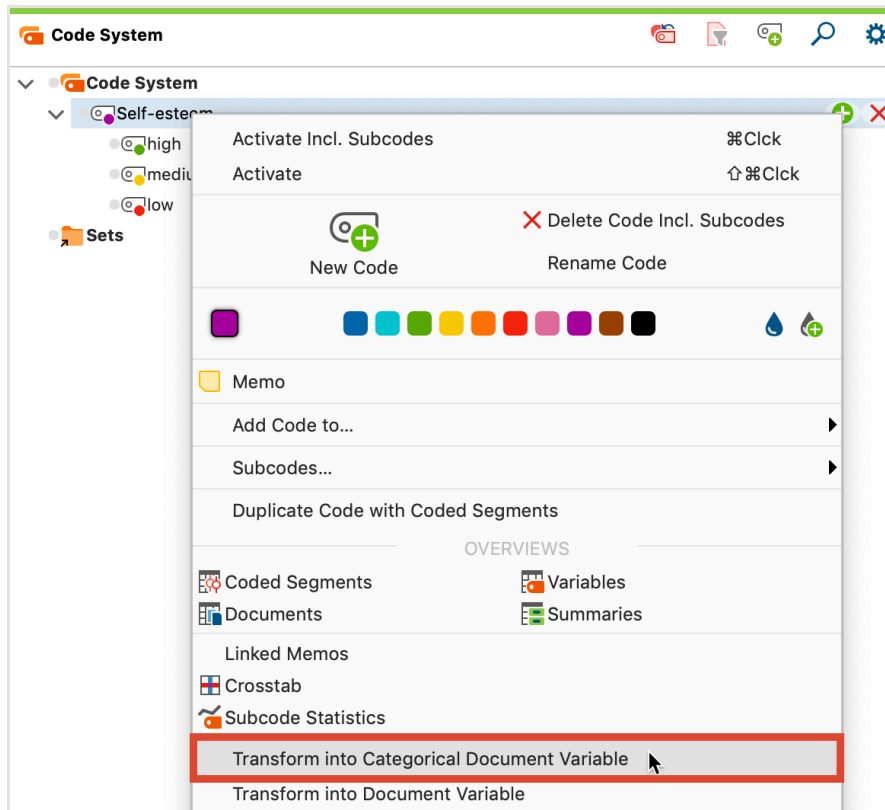 Code System
Code System
Self-esteem
Activate Incl. Subcodes ⌘Clck
high
Activate ⇧⌘Clck
low
Delete Code Incl. Subcodes
Sets
New Code
Rename Code
Memo
Add Code to...
Subcodes...
Duplicate Code with Coded Segments
OVERVIEWS
Coded Segments Variables
Documents Summaries
Linked Memos
Crosstab
Subcode Statistics
Transform into Categorical Document Variable
Transform into Document Variable